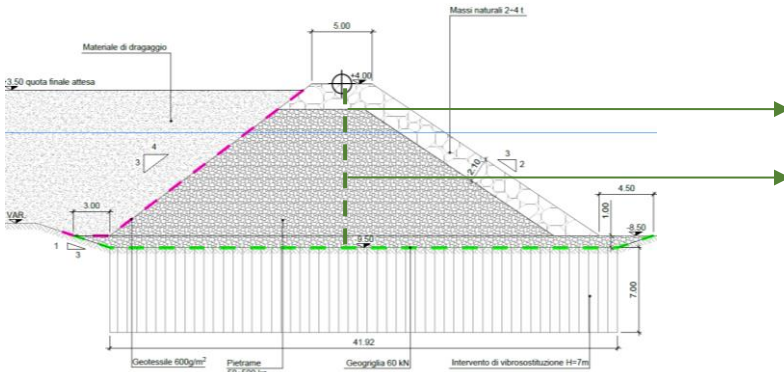 Massi naturali 2÷4 t
5.00
Materiale di dragaggio
+4.00
+3.50 quota finale attesa
4
3
3
2
2.10
3.00
4.50
VAR.
1.00
-8.50
1
3
9.50
7.00
41.92
Geotessile 600g/m²
Pietrame
Geogriglia 60 kN
Intervento di vibrosostituzione H=7m